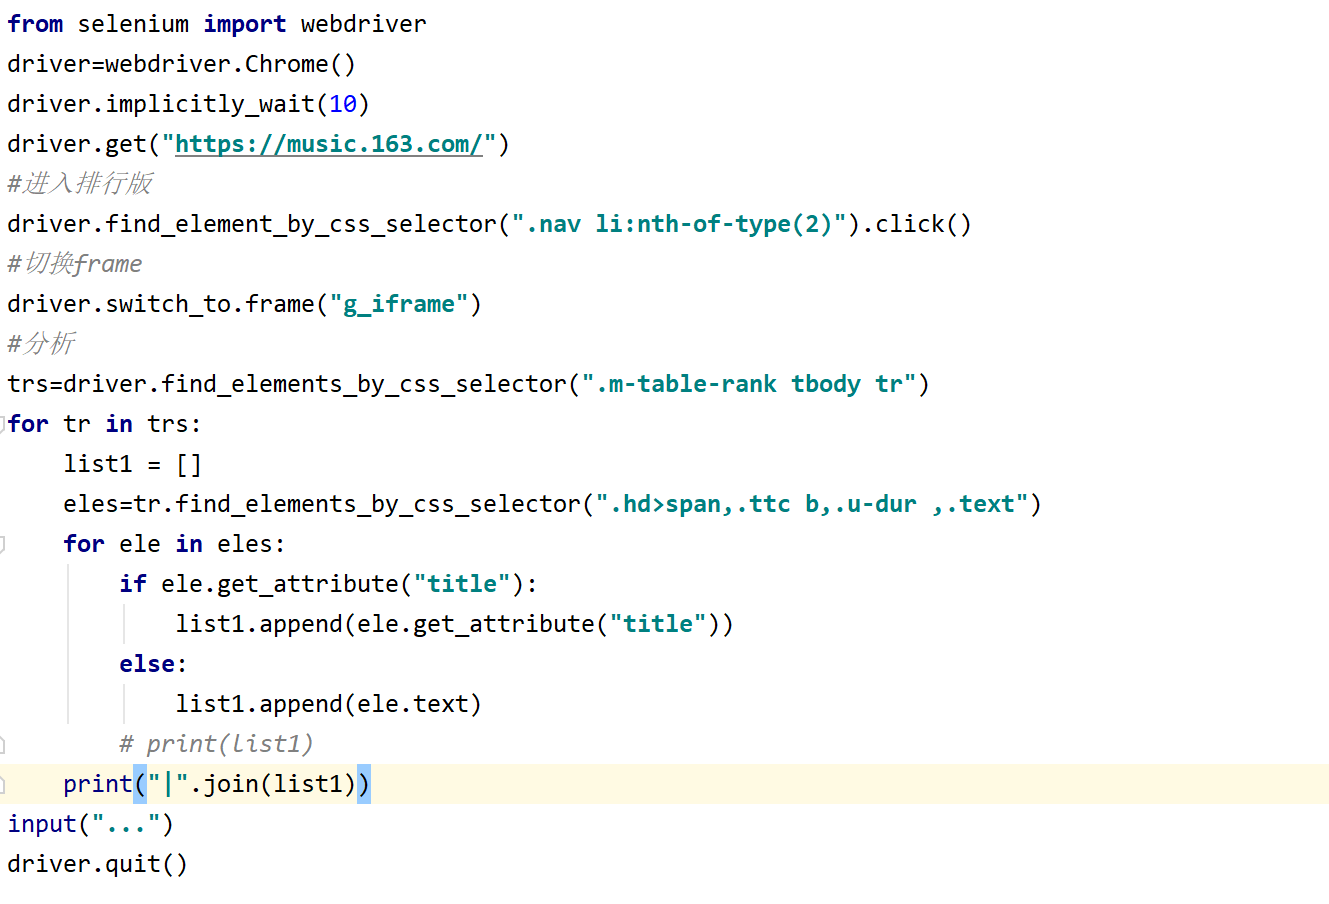 from selenium import webdriver
driver=webdriver.Chrome()
driver.implicitly_wait(10)
driver.get("https://music.163.com/")
#进入排行版
driver.find_element_by_css_selector(".nav li:nth-of-type(2)").click()
#切换frame
driver.switch_to.frame("g_iframe")
#分析
trs=driver.find_elements_by_css_selector(".m-table-rank tbody tr")
for tr in trs:
    list1 = []
    eles=tr.find_elements_by_css_selector(".hd>span,.ttc b,.u-dur ,.text")
    for ele in eles:
        if ele.get_attribute("title"):
            list1.append(ele.get_attribute("title"))
        else:
            list1.append(ele.text)
        # print(list1)
    print("|".join(list1))
input("...")
driver.quit()